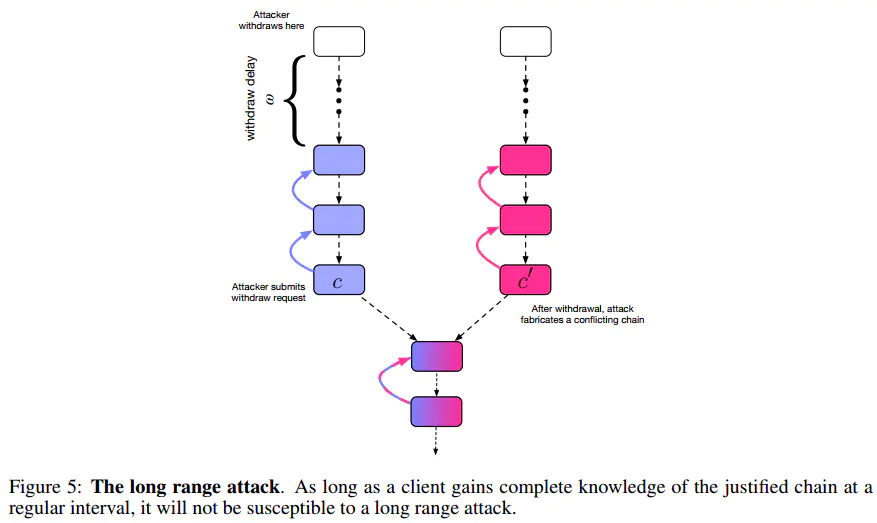 Attacker
withdraws here
withdraw delay
ω
c
c′
Attacker submits
withdraw request
After withdrawal, attack
fabricates a conflicting chain
Figure 5: The long range attack. As long as a client gains complete knowledge of the justified chain at a
regular interval, it will not be susceptible to a long range attack.